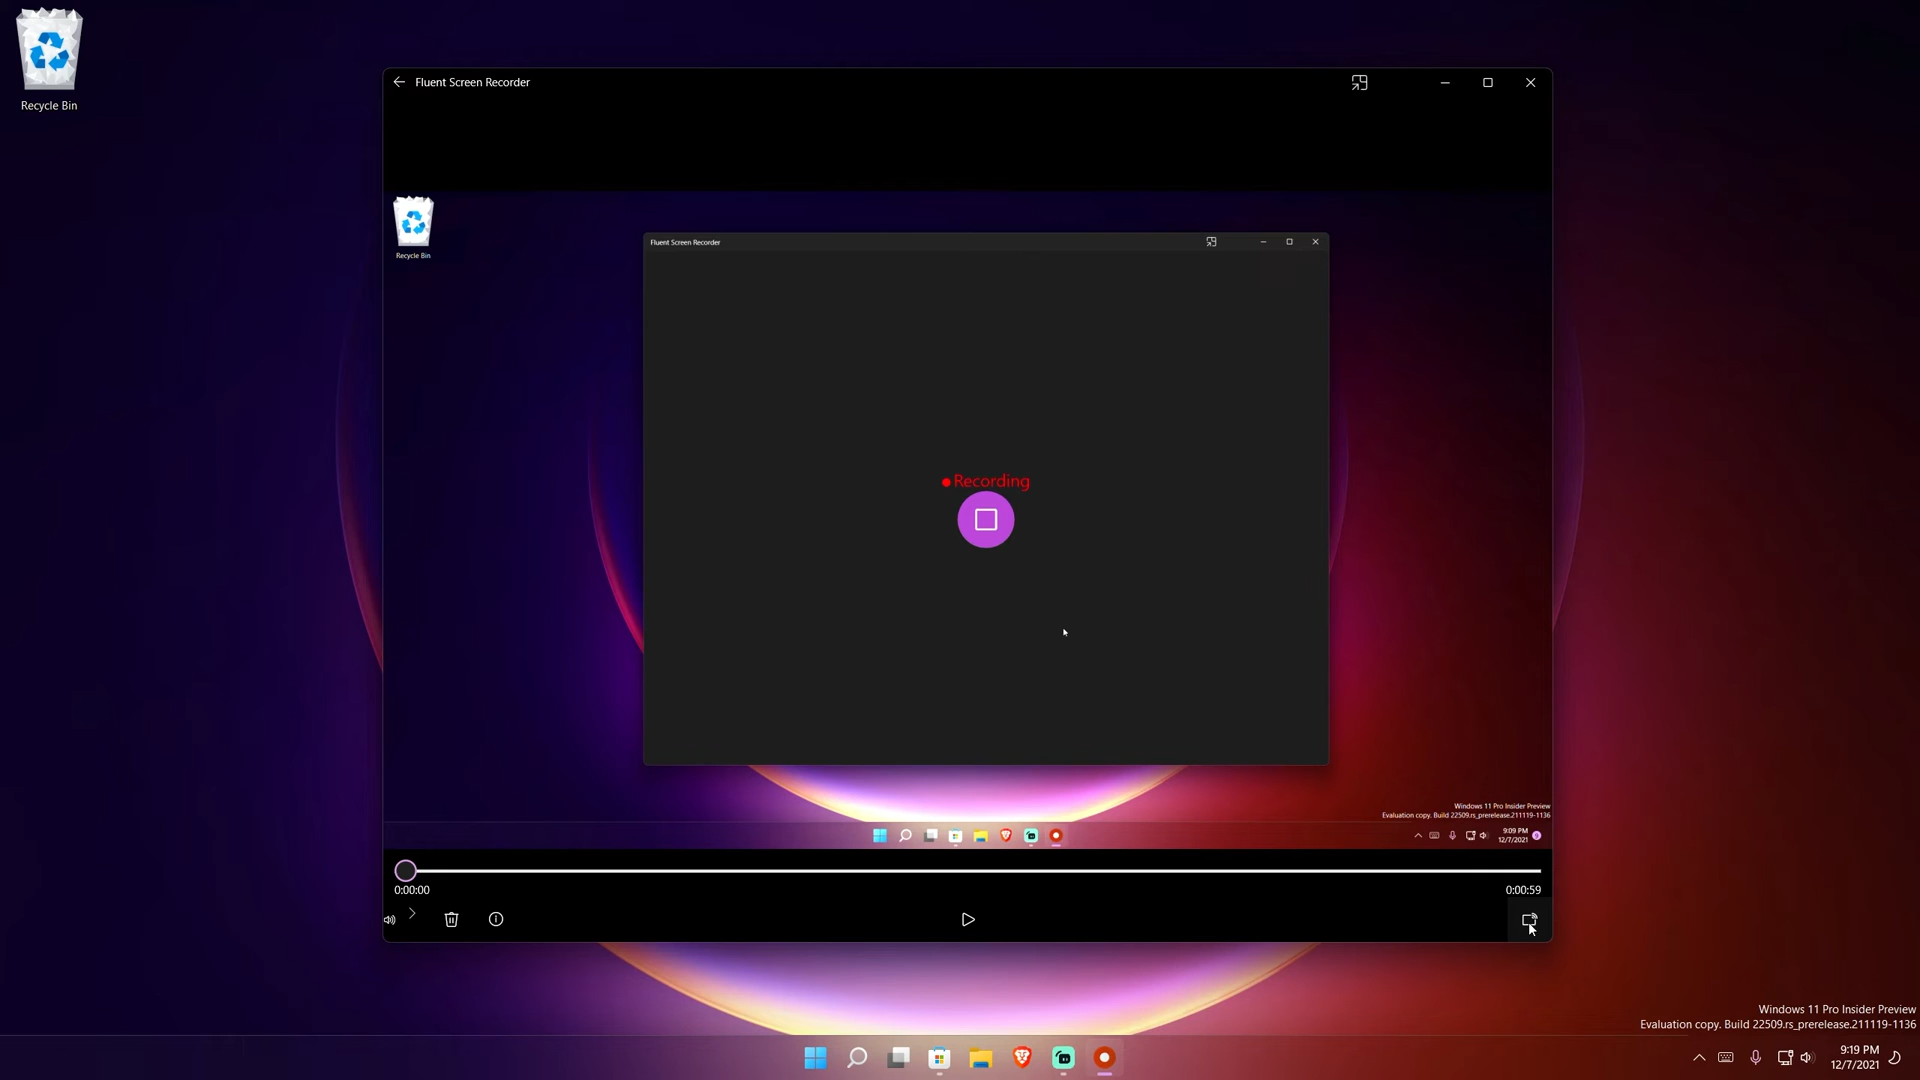 Recycle Bin
Fluent Screen Recorder
Recycle Bin
Fluent Screen Recorder
Recording
Windows 11 Pro Insider Preview
Evaluation copy. Build 22509.rs_prerelease.211119-1136
9:09 PM
12/7/2021
0:00:00
0:00:59
Windows 11 Pro Insider Preview
Evaluation copy. Build 22509.rs_prerelease.211119-1136
9:19 PM
12/7/2021